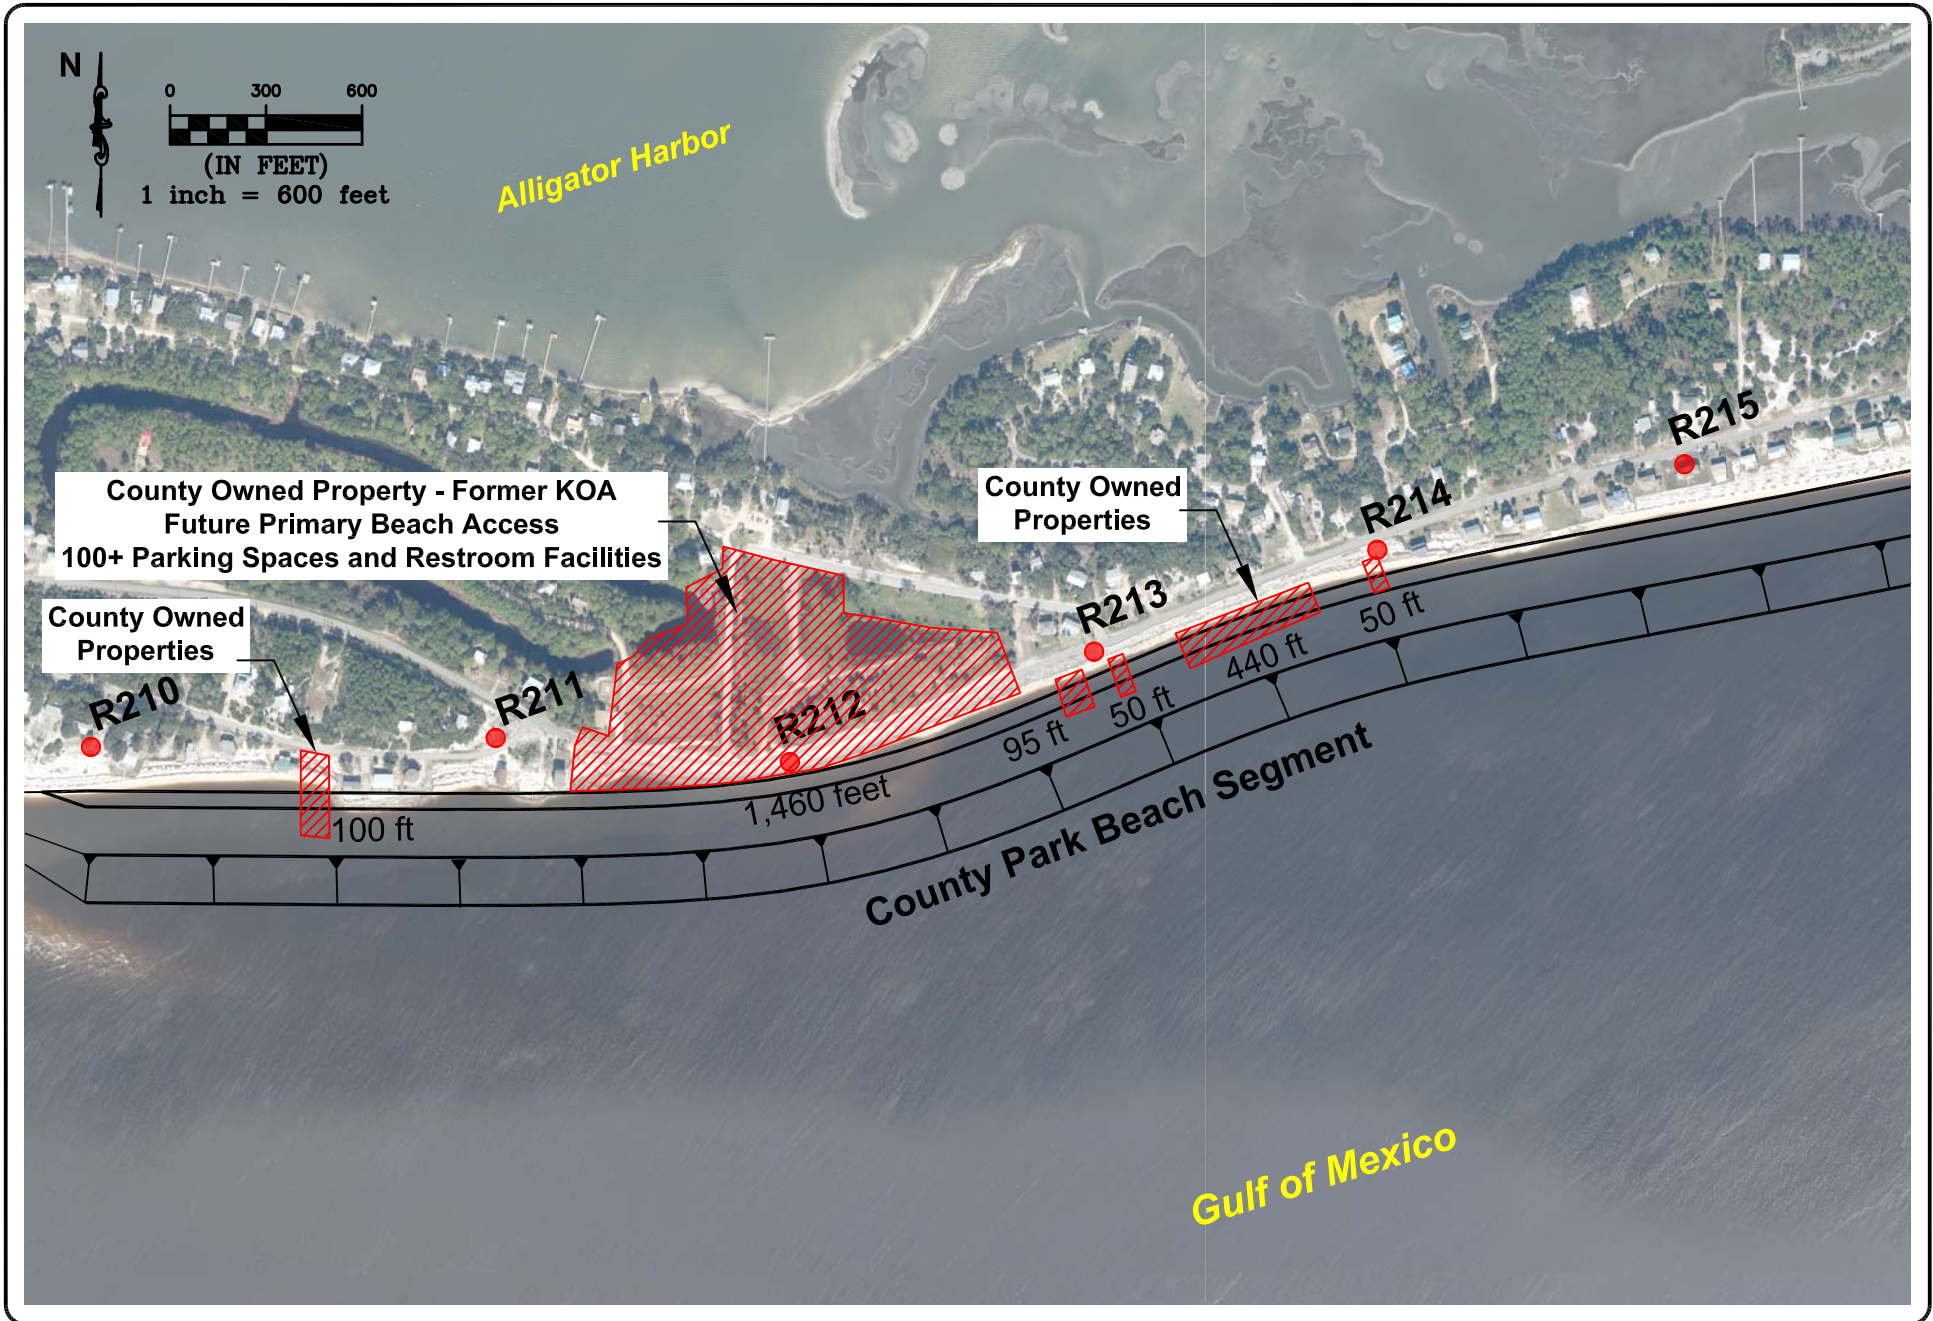 N
0 300 600
(IN FEET)
1 inch = 600 feet
Alligator Harbor
R215
County Owned Property - Former KOA
Future Primary Beach Access
100+ Parking Spaces and Restroom Facilities
County Owned
Properties
R214
R213
County Owned
Properties
R210
R211
R212
50 ft
440 ft
50 ft
95 ft
1,460 feet
100 ft
County Park Beach Segment
Gulf of Mexico